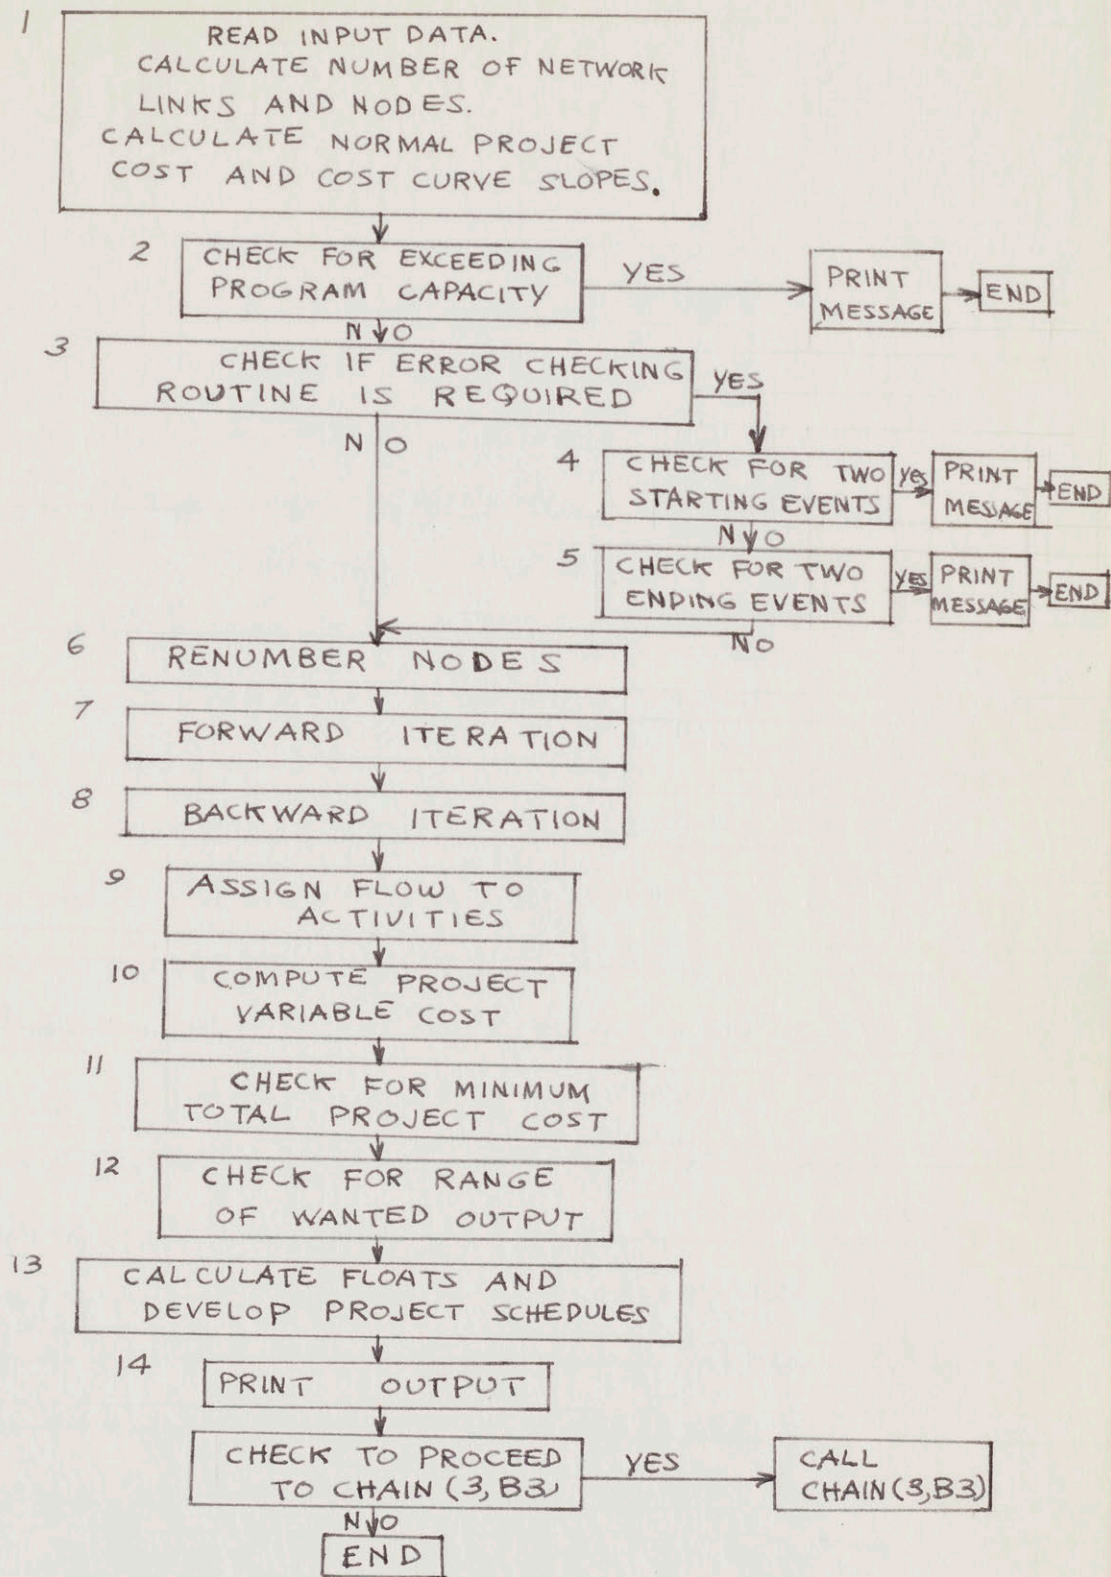 1
READ INPUT DATA.
CALCULATE NUMBER OF NETWORK
LINKS AND NODES.
CALCULATE NORMAL PROJECT
COST AND COST CURVE SLOPES.
2
CHECK FOR EXCEEDING
PROGRAM CAPACITY
YES
PRINT
MESSAGE
END
NO
3
CHECK IF ERROR CHECKING
ROUTINE IS REQUIRED
YES
NO
4
CHECK FOR TWO
STARTING EVENTS
yes
PRINT
MESSAGE
END
NO
5
CHECK FOR TWO
ENDING EVENTS
yes
PRINT
MESSAGE
END
NO
6
RENUMBER NODES
7
FORWARD ITERATION
8
BACKWARD ITERATION
9
ASSIGN FLOW TO
ACTIVITIES
10
COMPUTE PROJECT
VARIABLE COST
11
CHECK FOR MINIMUM
TOTAL PROJECT COST
12
CHECK FOR RANGE
OF WANTED OUTPUT
13
CALCULATE FLOATS AND
DEVELOP PROJECT SCHEDULES
14
PRINT OUTPUT
CHECK TO PROCEED
TO CHAIN (3, B3)
YES
CALL
CHAIN (3, B3)
NO
END